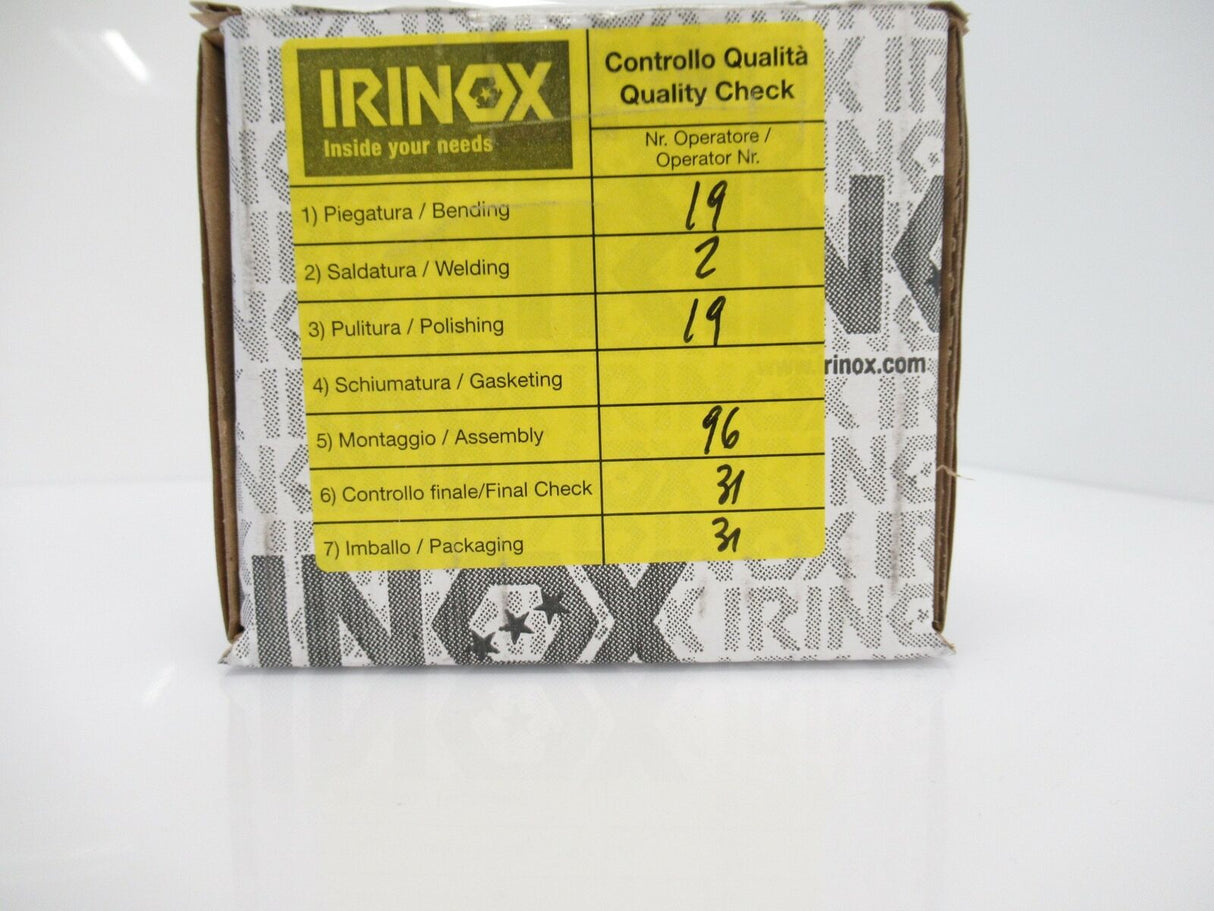 IRINOX
Inside your needs
Controllo Qualità
Quality Check
Nr. Operatore /
Operator Nr.
1) Piegatura / Bending 19
2) Saldatura / Welding 2
3) Pulitura / Polishing 19
4) Schiumatura / Gasketing
5) Montaggio / Assembly 96
6) Controllo finale/Final Check 31
7) Imballo / Packaging 31
www.irinox.com
INOX
IRINO